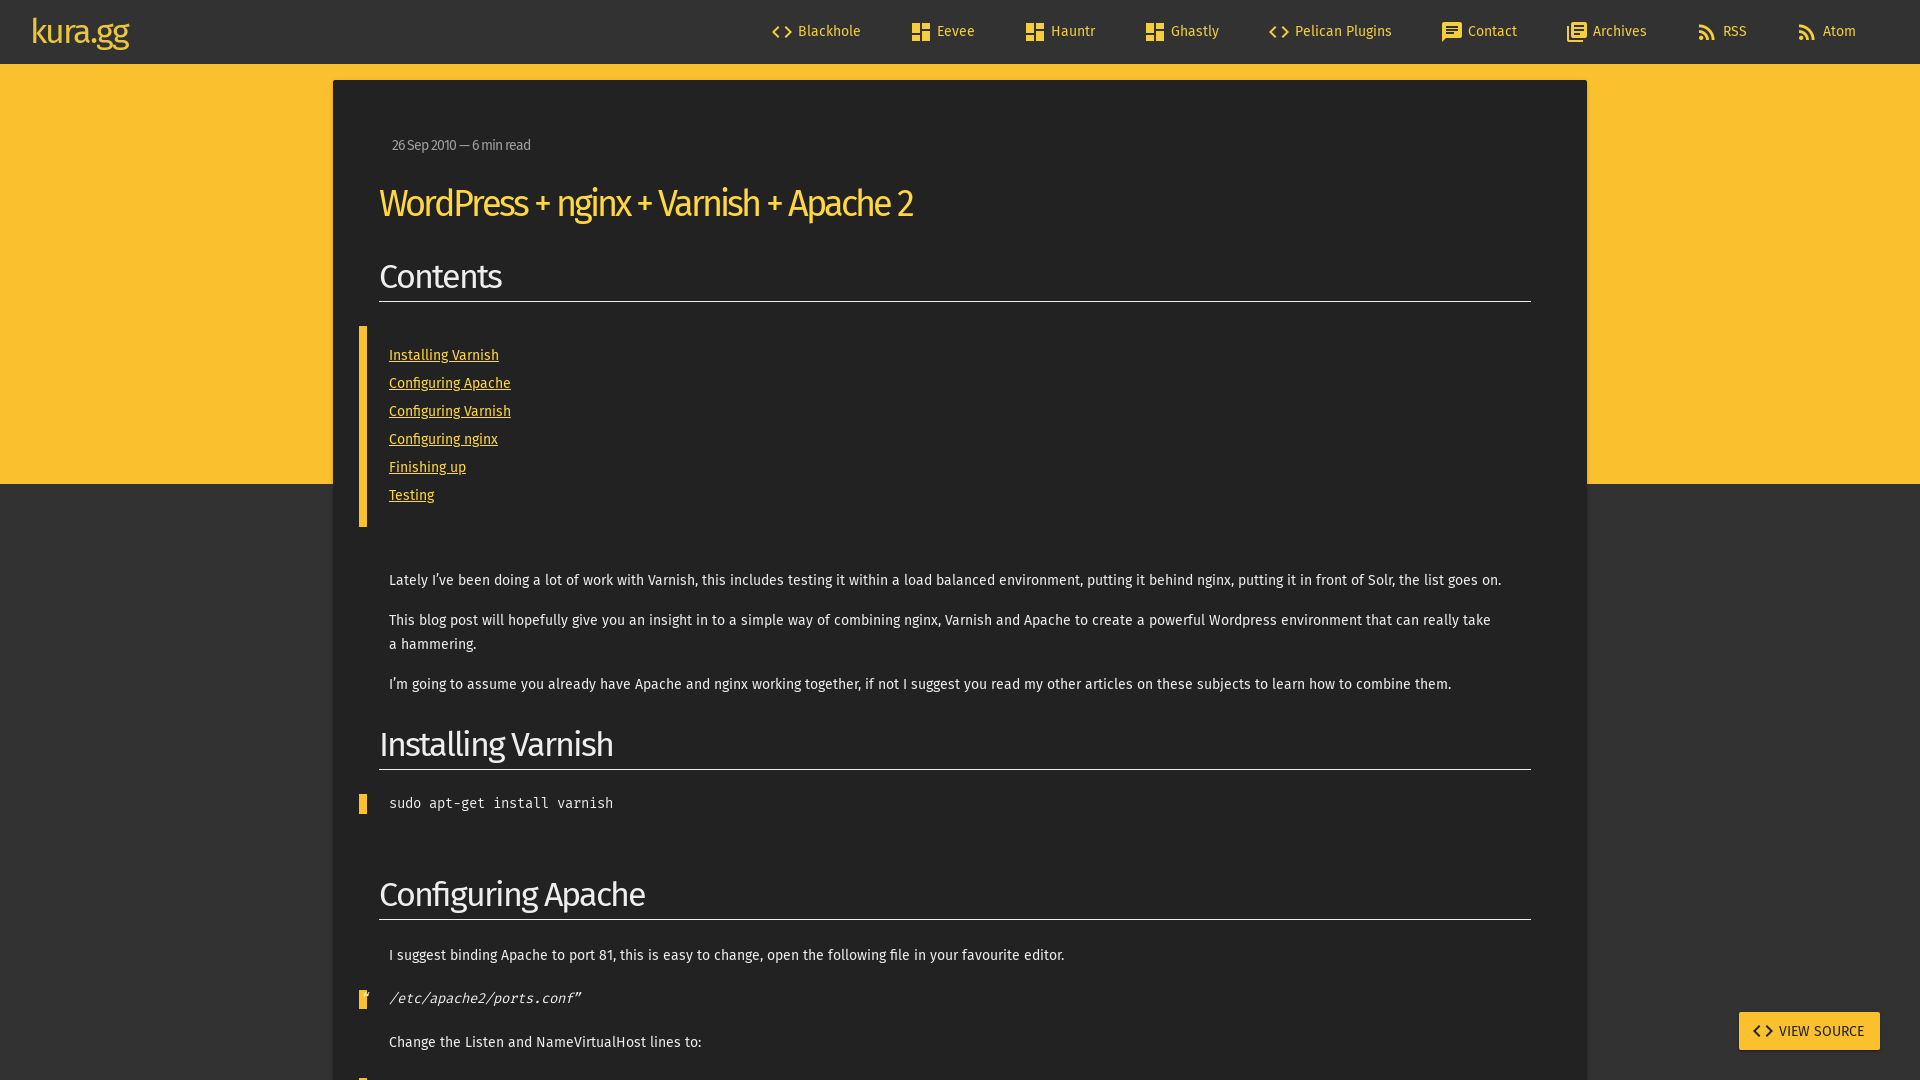 kura.gg
Blackhole
Eevee
Hauntr
Ghastly
Pelican Plugins
Contact
Archives
RSS
Atom
26 Sep 2010 — 6 min read
WordPress + nginx + Varnish + Apache 2
Contents
Installing Varnish
Configuring Apache
Configuring Varnish
Configuring nginx
Finishing up
Testing
Lately I’ve been doing a lot of work with Varnish, this includes testing it within a load balanced environment, putting it behind nginx, putting it in front of Solr, the list goes on.
This blog post will hopefully give you an insight in to a simple way of combining nginx, Varnish and Apache to create a powerful Wordpress environment that can really take
a hammering.
I’m going to assume you already have Apache and nginx working together, if not I suggest you read my other articles on these subjects to learn how to combine them.
Installing Varnish
sudo apt-get install varnish
Configuring Apache
I suggest binding Apache to port 81, this is easy to change, open the following file in your favourite editor.
“/etc/apache2/ports.conf”
Change the Listen and NameVirtualHost lines to:
VIEW SOURCE